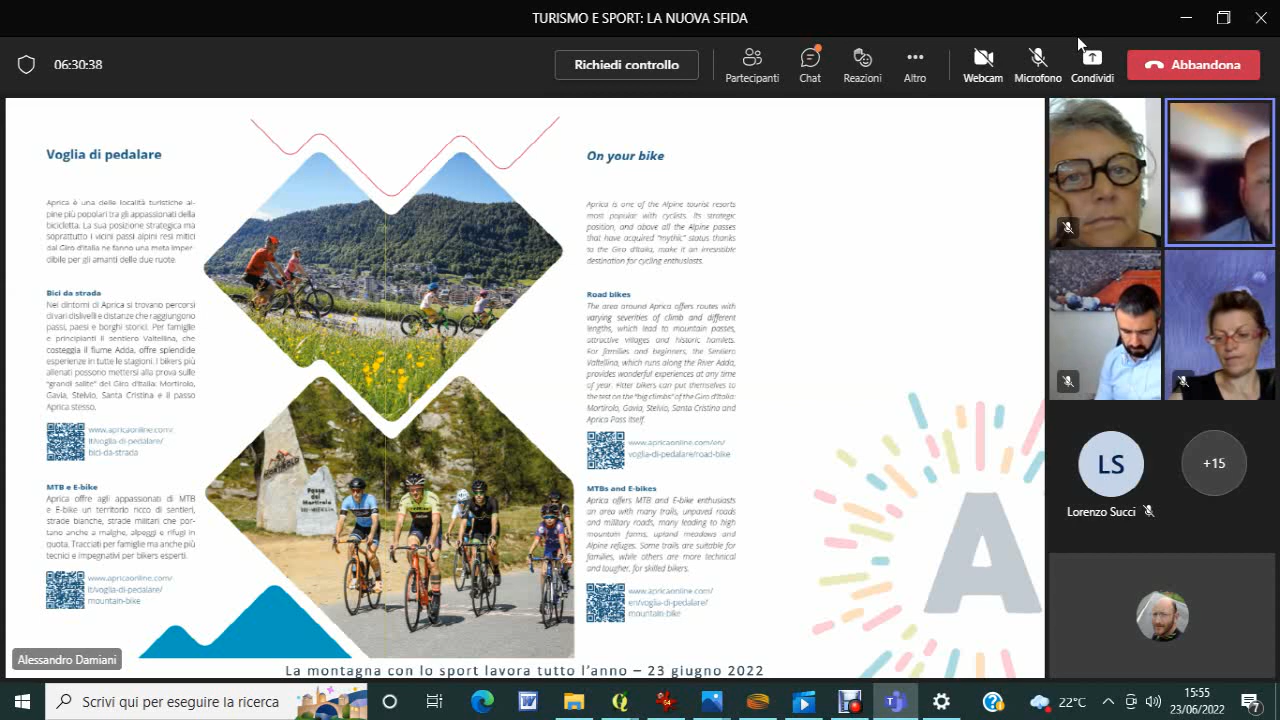 TURISMO E SPORT: LA NUOVA SFIDA
06:30:38
Richiedi controllo
Partecipanti
Chat
Reazioni
Altro
Webcam
Microfono
Condividi
Abbandona
Voglia di pedalare
Aprica è una delle località turistiche al-
pine più popolari tra gli appassionati della
bicicletta. La sua posizione strategica ma
soprattutto i vicini passi alpini resi mitici
dal Giro d'Italia ne fanno una meta imper-
dibile per gli amanti delle due ruote.
Bici da strada
Nei dintorni di Aprica si trovano percorsi
di vari dislivelli e distanze che raggiungono
passi, paesi e borghi storici. Per famiglie
e principianti il sentiero Valtellina, che
costeggia il fiume Adda, offre splendide
esperienze in tutte le stagioni. I bikers più
allenati possono mettersi alla prova sulle
"grandi salite" del Giro d'Italia: Mortirolo,
Gavia, Stelvio, Santa Cristina e il passo
Aprica stesso.
www.apricaonline.com/
it/voglia-di-pedalare/
bici-da-strada
MTB e E-bike
Aprica offre agli appassionati di MTB
e E-bike un territorio ricco di sentieri,
strade bianche, strade militari che por-
tano anche a malghe, alpeggi e rifugi in
quota. Tracciati per famiglie ma anche più
tecnici e impegnativi per bikers esperti.
www.apricaonline.com/
it/voglia-di-pedalare/
mountain-bike
Passo
del
Mortirolo
On your bike
Aprica is one of the Alpine tourist resorts
most popular with cyclists. Its strategic
position, and above all the Alpine passes
that have acquired "mythic" status thanks
to the Giro d'Italia, make it an irresistible
destination for cycling enthusiasts.
Road bikes
The area around Aprica offers routes with
varying severities of climb and different
lengths, which lead to mountain passes,
attractive villages and historic hamlets.
For families and beginners, the Sentiero
Valtellina, which runs along the River Adda,
provides wonderful experiences at any time
of year. Fitter bikers can put themselves to
the test on the "big climbs" of the Giro d'Italia:
Mortirolo, Gavia, Stelvio, Santa Cristina and
Aprica Pass itself.
www.apricaonline.com/en/
voglia-di-pedalare/road-bike
MTBs and E-bikes
Aprica offers MTB and E-bike enthusiasts
an area with many trails, unpaved roads
and military roads, many leading to high
mountain farms, upland meadows and
Alpine refuges. Some trails are suitable for
families, while others are more technical
and tougher, for skilled bikers.
www.apricaonline.com/
en/voglia-di-pedalare/
mountain-bike
A
LS
+15
Lorenzo Succi
Alessandro Damiani
La montagna con lo sport lavora tutto l'anno – 23 giugno 2022
Scrivi qui per eseguire la ricerca
64
22°C
15:55
23/06/2022
7